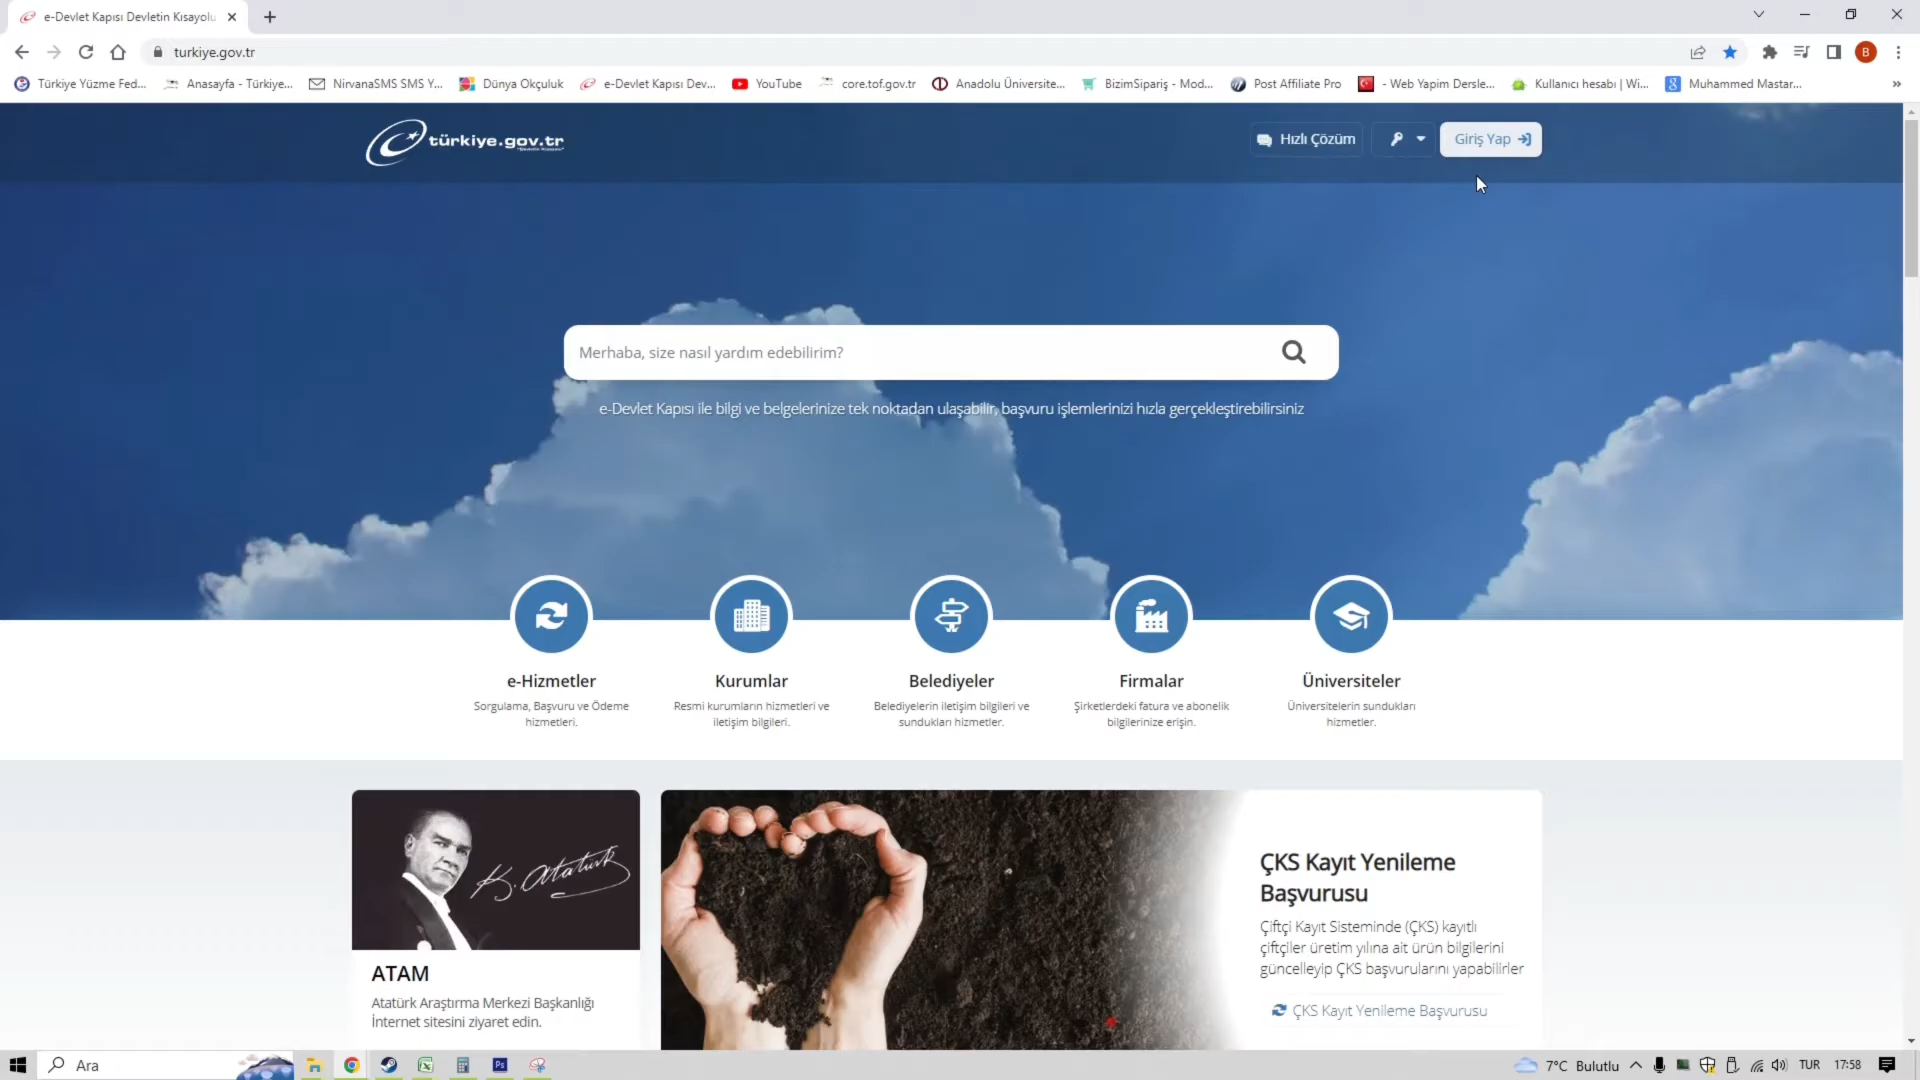 e-Devlet Kapısı Devletin Kısayolu
turkiye.gov.tr
B
Türkiye Yüzme Fed...
Anasayfa - Türkiye...
NirvanaSMS SMS Y...
Dünya Okçuluk
e-Devlet Kapısı Dev...
YouTube
core.tof.gov.tr
Anadolu Üniversite...
BizimSipariş - Mod...
Post Affiliate Pro
- Web Yapim Dersle...
Kullanıcı hesabı | Wi...
Muhammed Mastar...
türkiye.gov.tr
Hızlı Çözüm
Giriş Yap
Merhaba, size nasıl yardım edebilirim?
e-Devlet Kapısı ile bilgi ve belgelerinize tek noktadan ulaşabilir, başvuru işlemlerinizi hızla gerçekleştirebilirsiniz
e-Hizmetler
Sorgulama, Başvuru ve Ödeme
hizmetleri.
Kurumlar
Resmi kurumların hizmetleri ve
iletişim bilgileri.
Belediyeler
Belediyelerin iletişim bilgileri ve
sundukları hizmetler.
Firmalar
Şirketlerdeki fatura ve abonelik
bilgilerinize erişin.
Üniversiteler
Üniversitelerin sundukları
hizmetler.
K. Atatürk
ATAM
Atatürk Araştırma Merkezi Başkanlığı
İnternet sitesini ziyaret edin.
ÇKS Kayıt Yenileme
Başvurusu
Çiftçi Kayıt Sisteminde (ÇKS) kayıtlı
çiftçiler üretim yılına ait ürün bilgilerini
güncelleyip ÇKS başvurularını yapabilirler
ÇKS Kayıt Yenileme Başvurusu
Ara
Ps
7°C Bulutlu
TUR
17:58